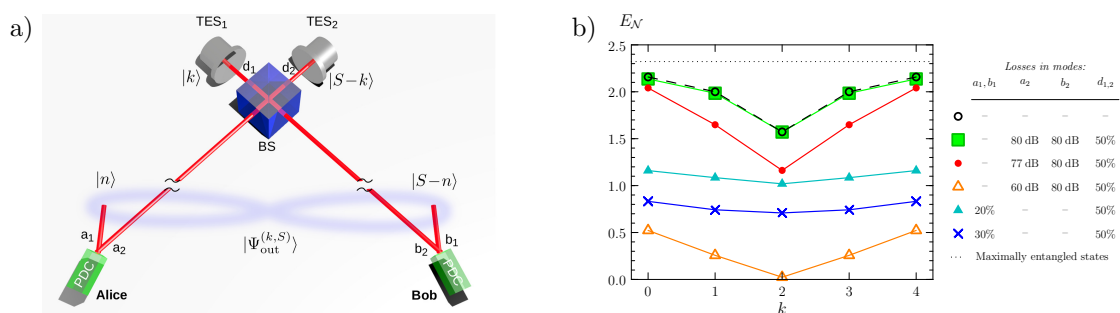 a)
TES₁
TES₂
|k⟩
d₁
d₂
|S−k⟩
BS
|n⟩
|S−n⟩
a₁
a₂
|Ψ_out^(k,S)⟩
b₂
b₁
PDC
PDC
Alice
Bob
b)
E_𝒩
2.5
2.0
1.5
1.0
0.5
0.0
0 1 2 3 4
k
Losses in modes:
a₁, b₁ a₂ b₂ d₁,₂
– – – –
– 80 dB 80 dB 50%
– 77 dB 80 dB 50%
– 60 dB 80 dB 50%
20% – – 50%
30% – – 50%
Maximally entangled states